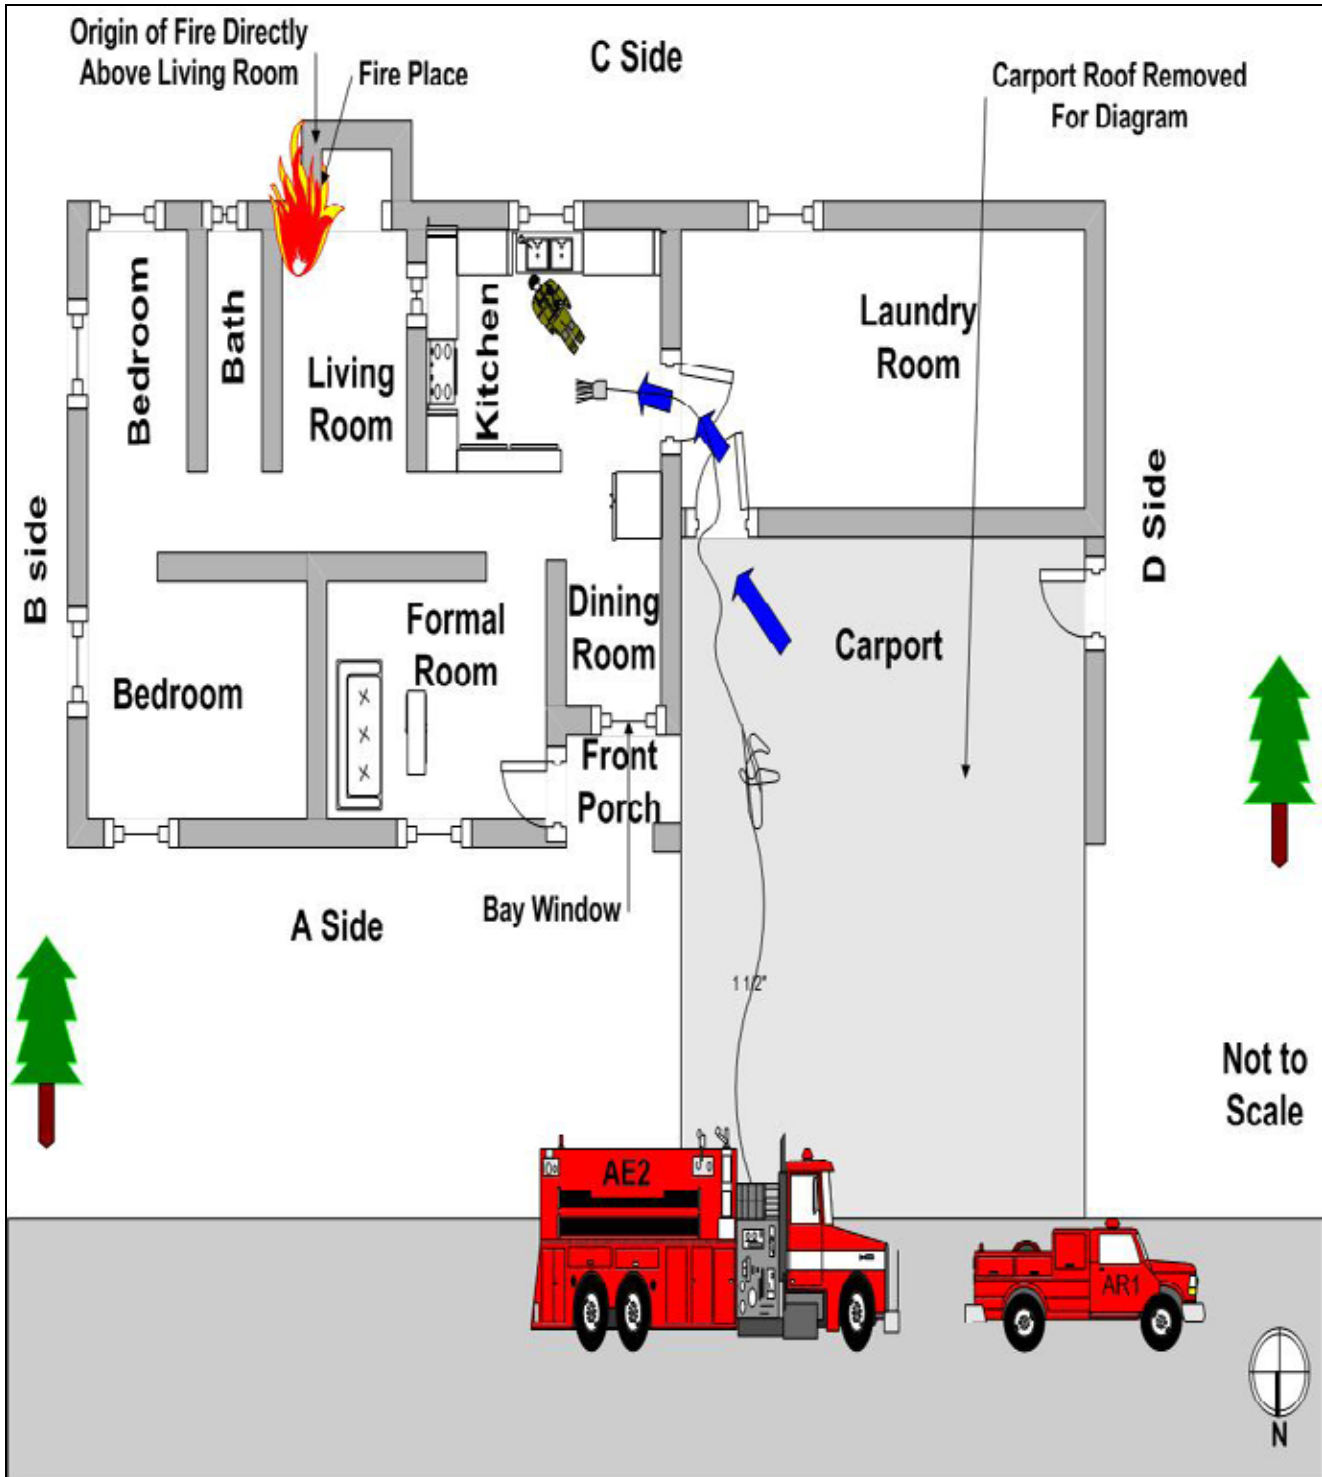 Origin of Fire Directly
Above Living Room
Fire Place
C Side
Carport Roof Removed
For Diagram
Bedroom
Bath
Living
Room
Kitchen
Laundry
Room
B side
D Side
Formal
Room
Dining
Room
Carport
Bedroom
Front
Porch
Bay Window
A Side
1 1/2"
Not to
Scale
AE2
AR1
N